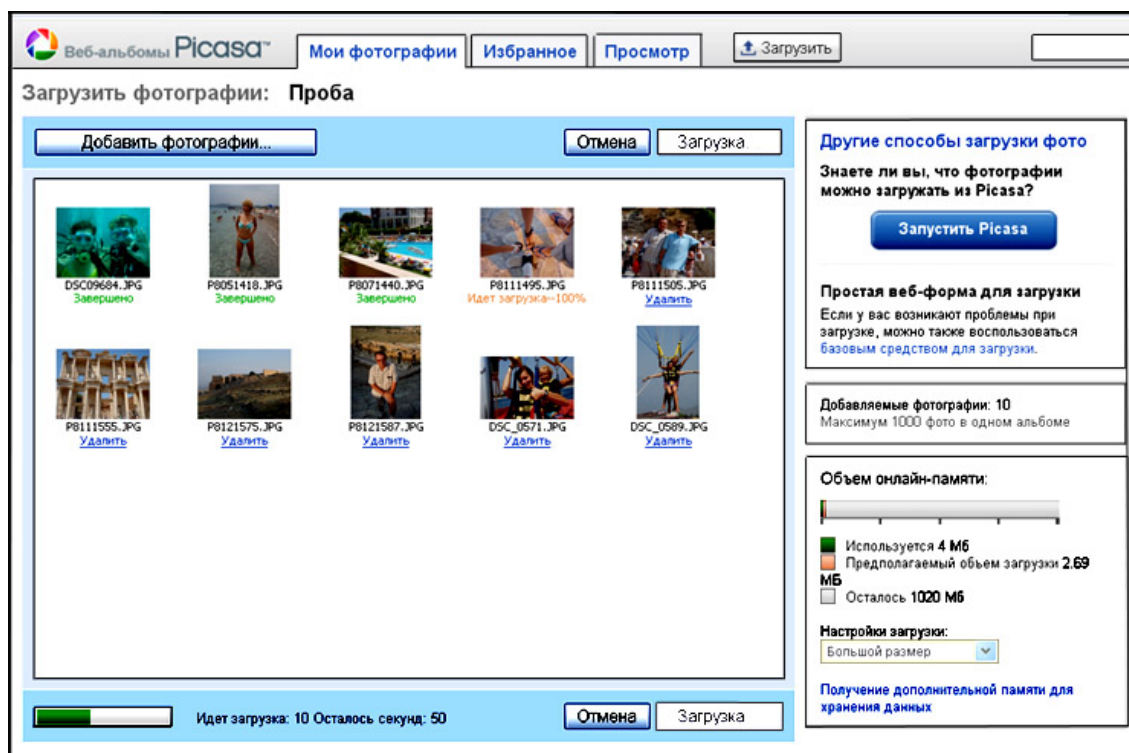 Веб-альбомы Picasa™
Мои фотографии
Избранное
Просмотр
Загрузить
Загрузить фотографии: Проба
Добавить фотографии...
Отмена
Загрузка
DSC09684.JPG
Завершено
P8051418.JPG
Завершено
P8071440.JPG
Завершено
P8111495.JPG
Идет загрузка--100%
P8111505.JPG
Удалить
P8111555.JPG
Удалить
P8121575.JPG
Удалить
P8121587.JPG
Удалить
DSC_0571.JPG
Удалить
DSC_0589.JPG
Удалить
Идет загрузка: 10 Осталось секунд: 50
Отмена
Загрузка
Другие способы загрузки фото
Знаете ли вы, что фотографии
можно загружать из Picasa?
Запустить Picasa
Простая веб-форма для загрузки
Если у вас возникают проблемы при
загрузке, можно также воспользоваться
базовым средством для загрузки.
Добавляемые фотографии: 10
Максимум 1000 фото в одном альбоме
Объем онлайн-памяти:
Используется 4 Мб
Предполагаемый объем загрузки 2.69
МБ
Осталось 1020 Мб
Настройки загрузки:
Большой размер
Получение дополнительной памяти для
хранения данных